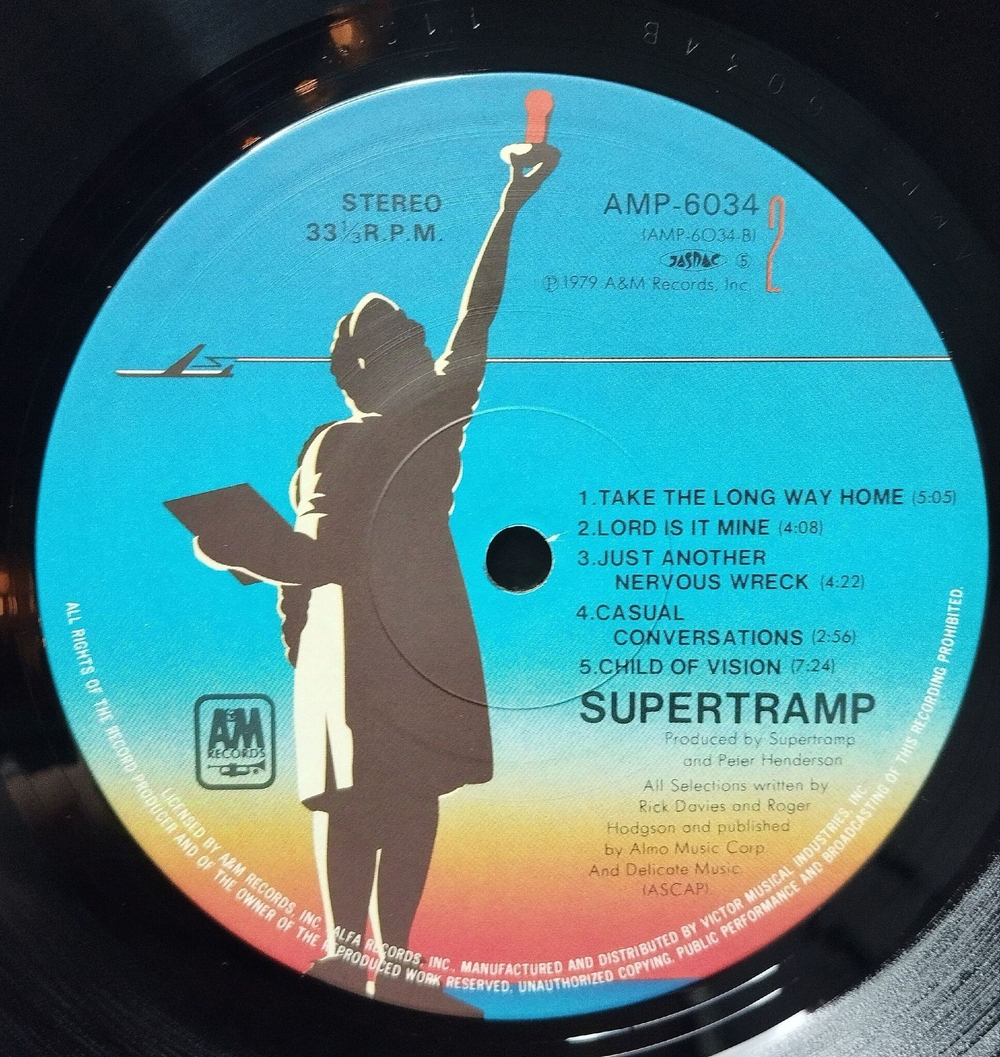 STEREO
33⅓R.P.M.
AMP-6034
(AMP-6034-B)
JASRAC ⑤
Ⓟ1979 A&M Records, Inc.
2
1.TAKE THE LONG WAY HOME (5:05)
2.LORD IS IT MINE (4:08)
3.JUST ANOTHER
NERVOUS WRECK (4:22)
4.CASUAL
CONVERSATIONS (2:56)
5.CHILD OF VISION (7:24)
SUPERTRAMP
Produced by Supertramp
and Peter Henderson
All Selections written by
Rick Davies and Roger
Hodgson and published
by Almo Music Corp.
And Delicate Music.
(ASCAP)
A&M
RECORDS
LICENSED BY A&M RECORDS, INC. ALFA RECORDS, INC., MANUFACTURED AND DISTRIBUTED BY VICTOR MUSICAL INDUSTRIES, INC.
ALL RIGHTS OF THE RECORD PRODUCER AND OF THE OWNER OF THE REPRODUCED WORK RESERVED. UNAUTHORIZED COPYING, PUBLIC PERFORMANCE AND BROADCASTING OF THIS RECORDING PROHIBITED.